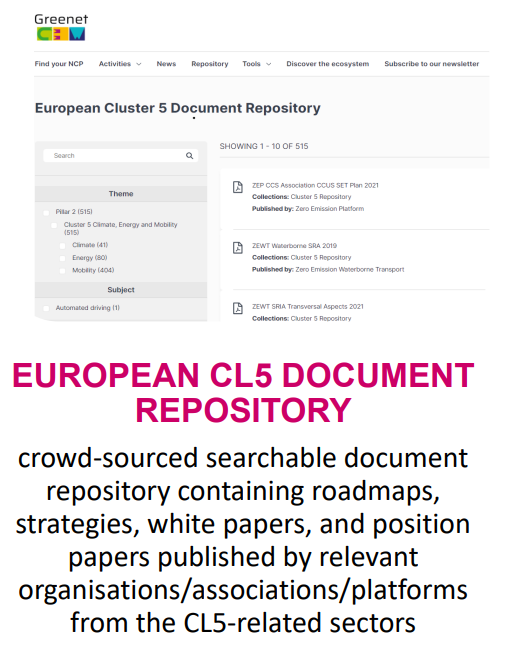 Greenet
CEW
Find your NCP Activities News Repository Tools Discover the ecosystem Subscribe to our newsletter
European Cluster 5 Document Repository
Search
SHOWING 1 - 10 OF 515
Theme
Pillar 2 (515)
Cluster 5 Climate, Energy and Mobility
(515)
Climate (41)
Energy (80)
Mobility (404)
Subject
Automated driving (1)
ZEP CCS Association CCUS SET Plan 2021
Collections: Cluster 5 Repository
Published by: Zero Emission Platform
ZEWT Waterborne SRA 2019
Collections: Cluster 5 Repository
Published by: Zero Emission Waterborne Transport
ZEWT SRIA Transversal Aspects 2021
Collections: Cluster 5 Repository
EUROPEAN CL5 DOCUMENT
REPOSITORY
crowd-sourced searchable document
repository containing roadmaps,
strategies, white papers, and position
papers published by relevant
organisations/associations/platforms
from the CL5-related sectors